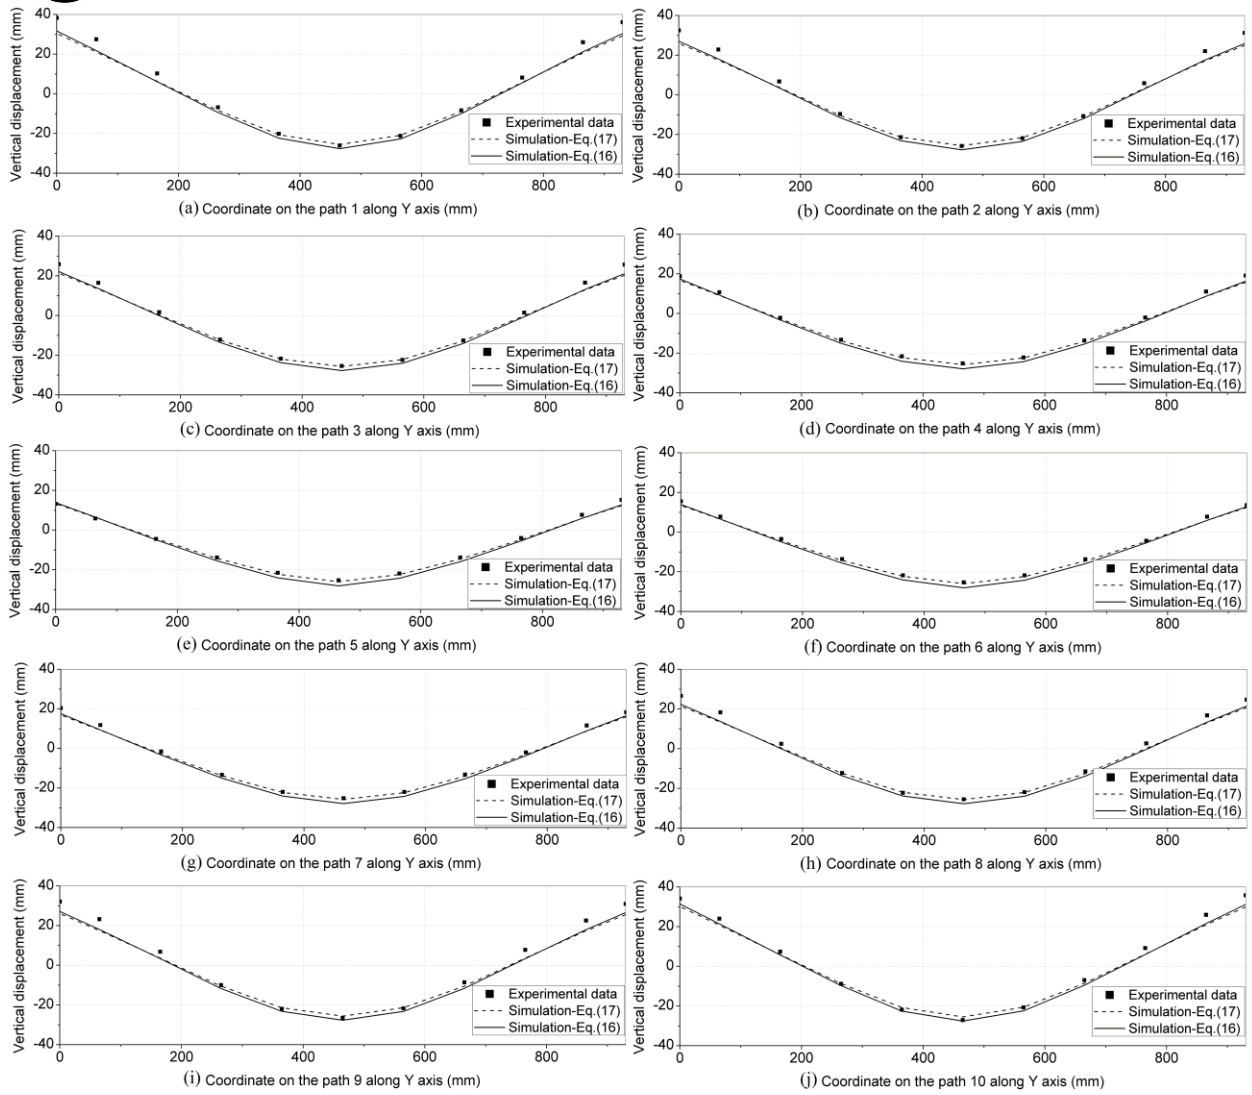 40
20
0
-20
-40
Vertical displacement (mm)
Experimental data
Simulation-Eq.(17)
Simulation-Eq.(16)
0 200 400 600 800
(a) Coordinate on the path 1 along Y axis (mm)
40
20
0
-20
-40
Vertical displacement (mm)
Experimental data
Simulation-Eq.(17)
Simulation-Eq.(16)
0 200 400 600 800
(b) Coordinate on the path 2 along Y axis (mm)
40
20
0
-20
-40
Vertical displacement (mm)
Experimental data
Simulation-Eq.(17)
Simulation-Eq.(16)
0 200 400 600 800
(c) Coordinate on the path 3 along Y axis (mm)
40
20
0
-20
-40
Vertical displacement (mm)
Experimental data
Simulation-Eq.(17)
Simulation-Eq.(16)
0 200 400 600 800
(d) Coordinate on the path 4 along Y axis (mm)
40
20
0
-20
-40
Vertical displacement (mm)
Experimental data
Simulation-Eq.(17)
Simulation-Eq.(16)
0 200 400 600 800
(e) Coordinate on the path 5 along Y axis (mm)
40
20
0
-20
-40
Vertical displacement (mm)
Experimental data
Simulation-Eq.(17)
Simulation-Eq.(16)
0 200 400 600 800
(f) Coordinate on the path 6 along Y axis (mm)
40
20
0
-20
-40
Vertical displacement (mm)
Experimental data
Simulation-Eq.(17)
Simulation-Eq.(16)
0 200 400 600 800
(g) Coordinate on the path 7 along Y axis (mm)
40
20
0
-20
-40
Vertical displacement (mm)
Experimental data
Simulation-Eq.(17)
Simulation-Eq.(16)
0 200 400 600 800
(h) Coordinate on the path 8 along Y axis (mm)
40
20
0
-20
-40
Vertical displacement (mm)
Experimental data
Simulation-Eq.(17)
Simulation-Eq.(16)
0 200 400 600 800
(i) Coordinate on the path 9 along Y axis (mm)
40
20
0
-20
-40
Vertical displacement (mm)
Experimental data
Simulation-Eq.(17)
Simulation-Eq.(16)
0 200 400 600 800
(j) Coordinate on the path 10 along Y axis (mm)